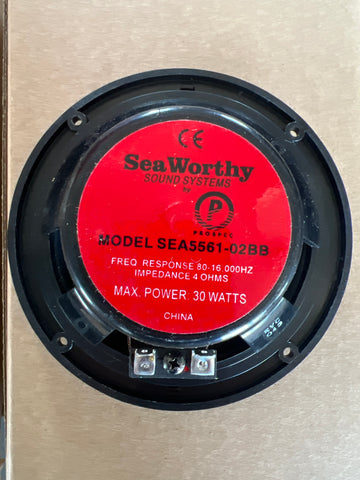 CE
SeaWorthy
SOUND SYSTEMS
by
P
PROSPEC
MODEL SEA5561-02BB
FREQ. RESPONSE 80-16,000HZ
IMPEDANCE 4 OHMS
MAX. POWER: 30 WATTS
CHINA